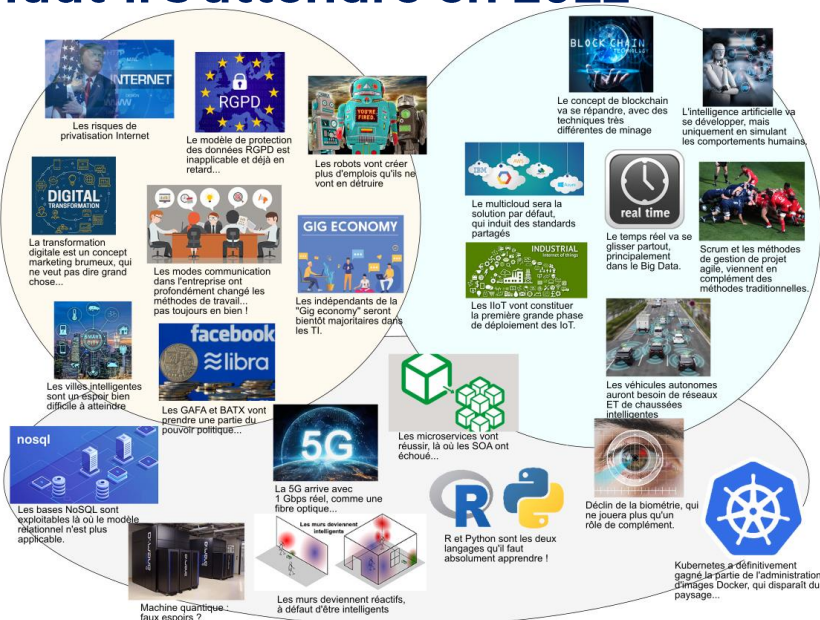 faut-il s'attendre en 2022
INTERNET
WWW
Les risques de
privatisation Internet
RGPD
Le modèle de protection
des données RGPD est
inapplicable et déjà en
retard...
YOU'RE
FIRED.
Les robots vont créer
plus d'emplois qu'ils ne
vont en détruire
DIGITAL
TRANSFORMATION
La transformation
digitale est un concept
marketing brumeux, qui
ne veut pas dire grand
chose...
Les modes communication
dans l'entreprise ont
profondément changé les
méthodes de travail...
pas toujours en bien !
GIG ECONOMY
Les indépendants de la
"Gig economy" seront
bientôt majoritaires dans
les TI.
SMART
CITY
Les villes intelligentes
sont un espoir bien
difficile à atteindre
facebook
libra
Les GAFA et BATX vont
prendre une partie du
pouvoir politique...
BLOCK CHAIN
TECHNOLOGY
Le concept de blockchain
va se répandre, avec des
techniques très
différentes de minage
L'intelligence artificielle va
se développer, mais
uniquement en simulant
les comportements humains.
IBM
API
Azure
Le multicloud sera la
solution par défaut,
qui induit des standards
partagés
real time
Le temps réel va se
glisser partout,
principalement
dans le Big Data.
Scrum et les méthodes
de gestion de projet
agile, viennent en
complément des
méthodes traditionnelles.
INDUSTRIAL
Internet of things
Les IIoT vont constituer
la première grande phase
de déploiement des IoT.
Les véhicules autonomes
auront besoin de réseaux
ET de chaussées
intelligentes
nosql
Les bases NoSQL sont
exploitables là où le modèle
relationnel n'est plus
applicable.
5G
La 5G arrive avec
1 Gbps réel, comme une
fibre optique...
Les microservices vont
réussir, là où les SOA ont
échoué...
R
R et Python sont les deux
langages qu'il faut
absolument apprendre !
Déclin de la biométrie, qui
ne jouera plus qu'un
rôle de complément.
Kubernetes a définitivement
gagné la partie de l'administration
d'images Docker, qui disparaît du
paysage...
Machine quantique :
faux espoirs ?
Les murs deviennent
intelligents
Les murs deviennent réactifs,
à défaut d'être intelligents